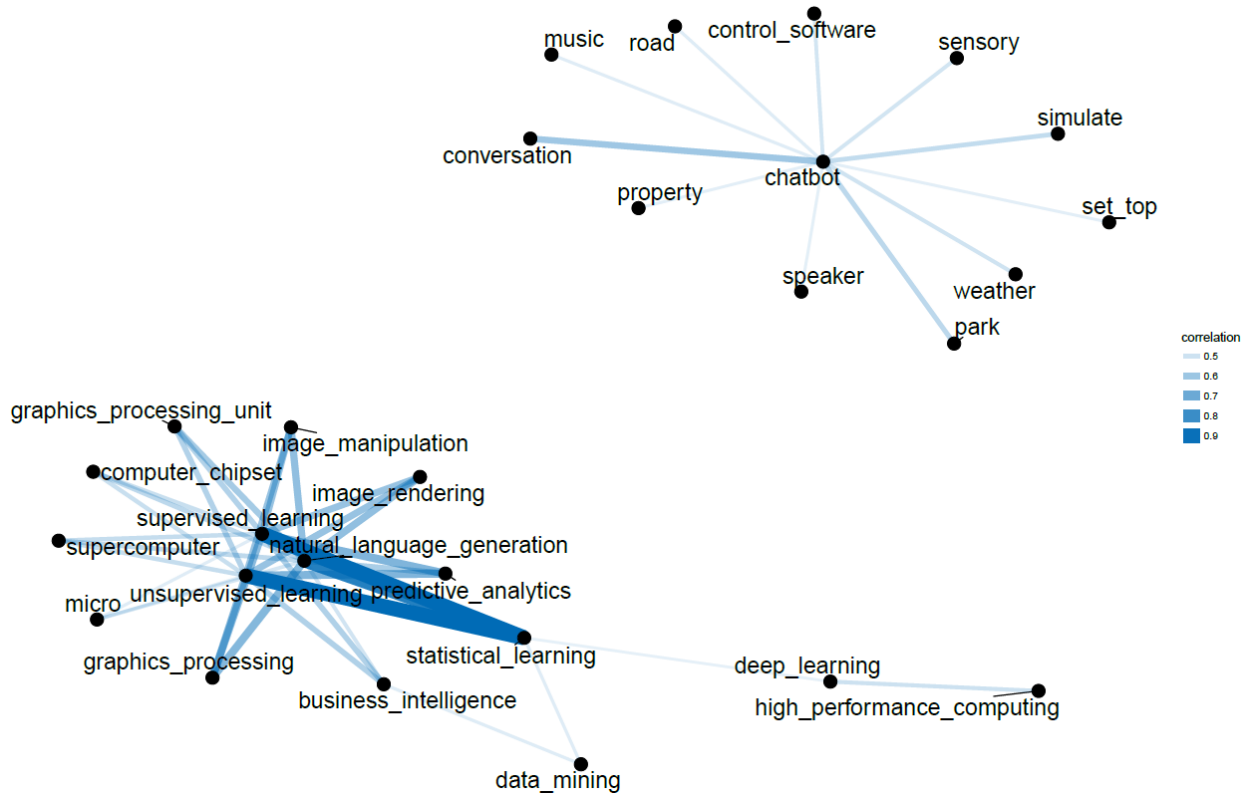 control_software
music
road
sensory
simulate
conversation
chatbot
property
set_top
speaker
weather
park
correlation
0.5
0.6
0.7
0.8
0.9
graphics_processing_unit
image_manipulation
computer_chipset
image_rendering
supervised_learning
supercomputer
natural_language_generation
unsupervised_learning
predictive_analytics
micro
statistical_learning
graphics_processing
deep_learning
business_intelligence
high_performance_computing
data_mining